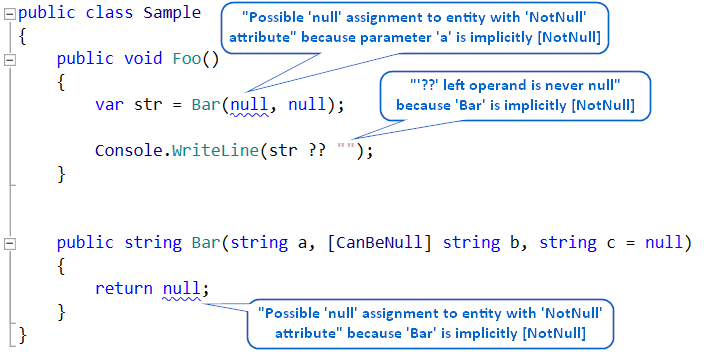 public class Sample
"Possible 'null' assignment to entity with 'NotNull'
attribute" because parameter 'a' is implicitly [NotNull]
{
public void Foo()
{
var str = Bar(null, null);
"'??' left operand is never null"
because 'Bar' is implicitly [NotNull]
Console.WriteLine(str ?? "");
}
public string Bar(string a, [CanBeNull] string b, string c = null)
{
return null;
}
"Possible 'null' assignment to entity with 'NotNull'
attribute" because 'Bar' is implicitly [NotNull]
}